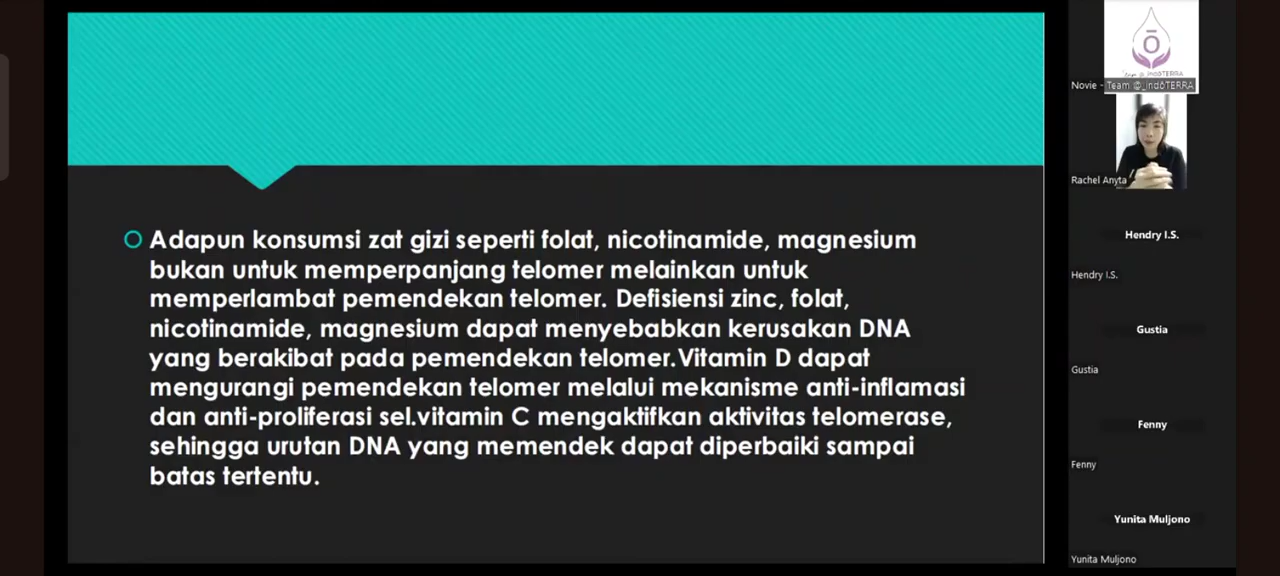 Adapun konsumsi zat gizi seperti folat, nicotinamide, magnesium
bukan untuk memperpanjang telomer melainkan untuk
memperlambat pemendekan telomer. Defisiensi zinc, folat,
nicotinamide, magnesium dapat menyebabkan kerusakan DNA
yang berakibat pada pemendekan telomer.Vitamin D dapat
mengurangi pemendekan telomer melalui mekanisme anti-inflamasi
dan anti-proliferasi sel.vitamin C mengaktifkan aktivitas telomerase,
sehingga urutan DNA yang memendek dapat diperbaiki sampai
batas tertentu.
ō
Team @_indōTERRA
Novie - Team @_indōTERRA
Rachel Anyta
Hendry I.S.
Hendry I.S.
Gustia
Gustia
Fenny
Fenny
Yunita Muljono
Yunita Muljono